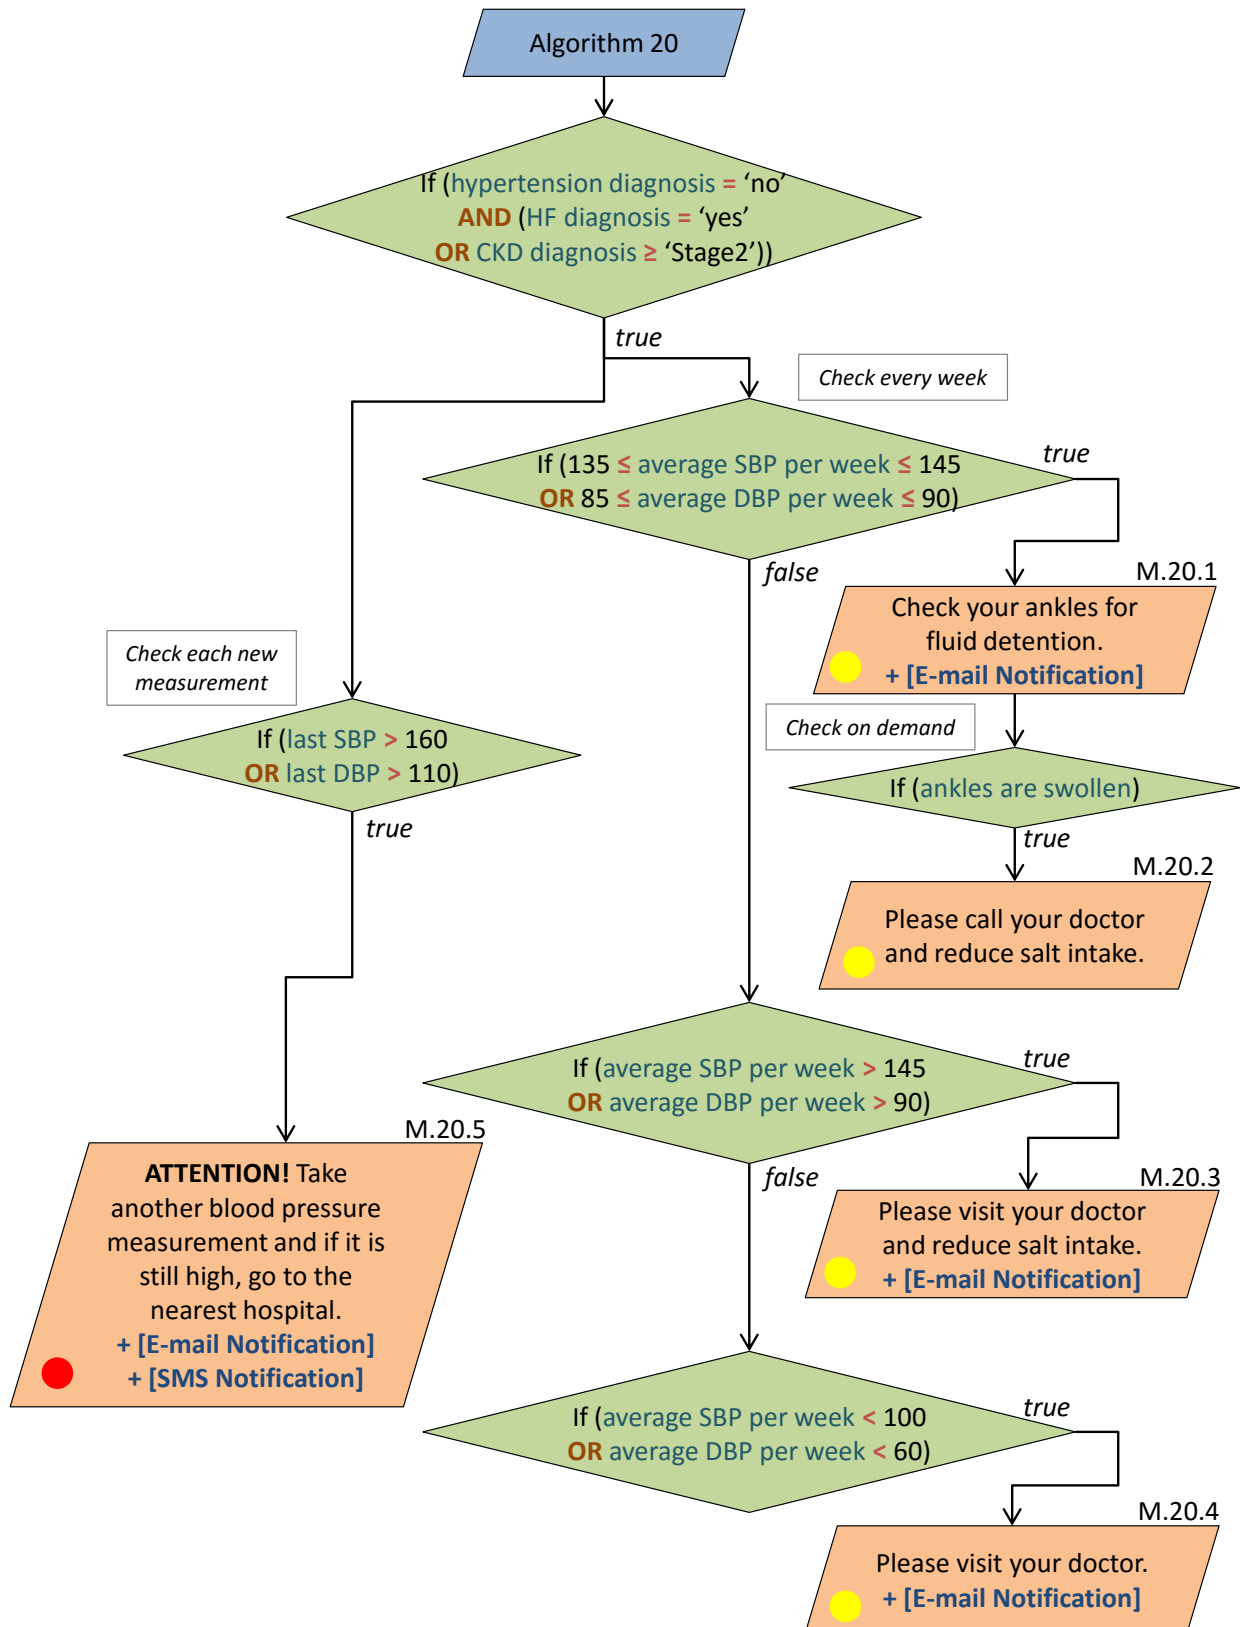 Algorithm 20
If (hypertension diagnosis = ‘no’
AND (HF diagnosis = ‘yes’
OR CKD diagnosis ≥ ‘Stage2’))
true
Check every week
If (135 ≤ average SBP per week ≤ 145
OR 85 ≤ average DBP per week ≤ 90)
true
false
M.20.1
Check your ankles for
fluid detention.
+ [E-mail Notification]
Check each new
measurement
If (last SBP > 160
OR last DBP > 110)
true
Check on demand
If (ankles are swollen)
true
M.20.2
Please call your doctor
and reduce salt intake.
If (average SBP per week > 145
OR average DBP per week > 90)
true
false
M.20.5
ATTENTION! Take
another blood pressure
measurement and if it is
still high, go to the
nearest hospital.
+ [E-mail Notification]
+ [SMS Notification]
M.20.3
Please visit your doctor
and reduce salt intake.
+ [E-mail Notification]
If (average SBP per week < 100
OR average DBP per week < 60)
true
M.20.4
Please visit your doctor.
+ [E-mail Notification]